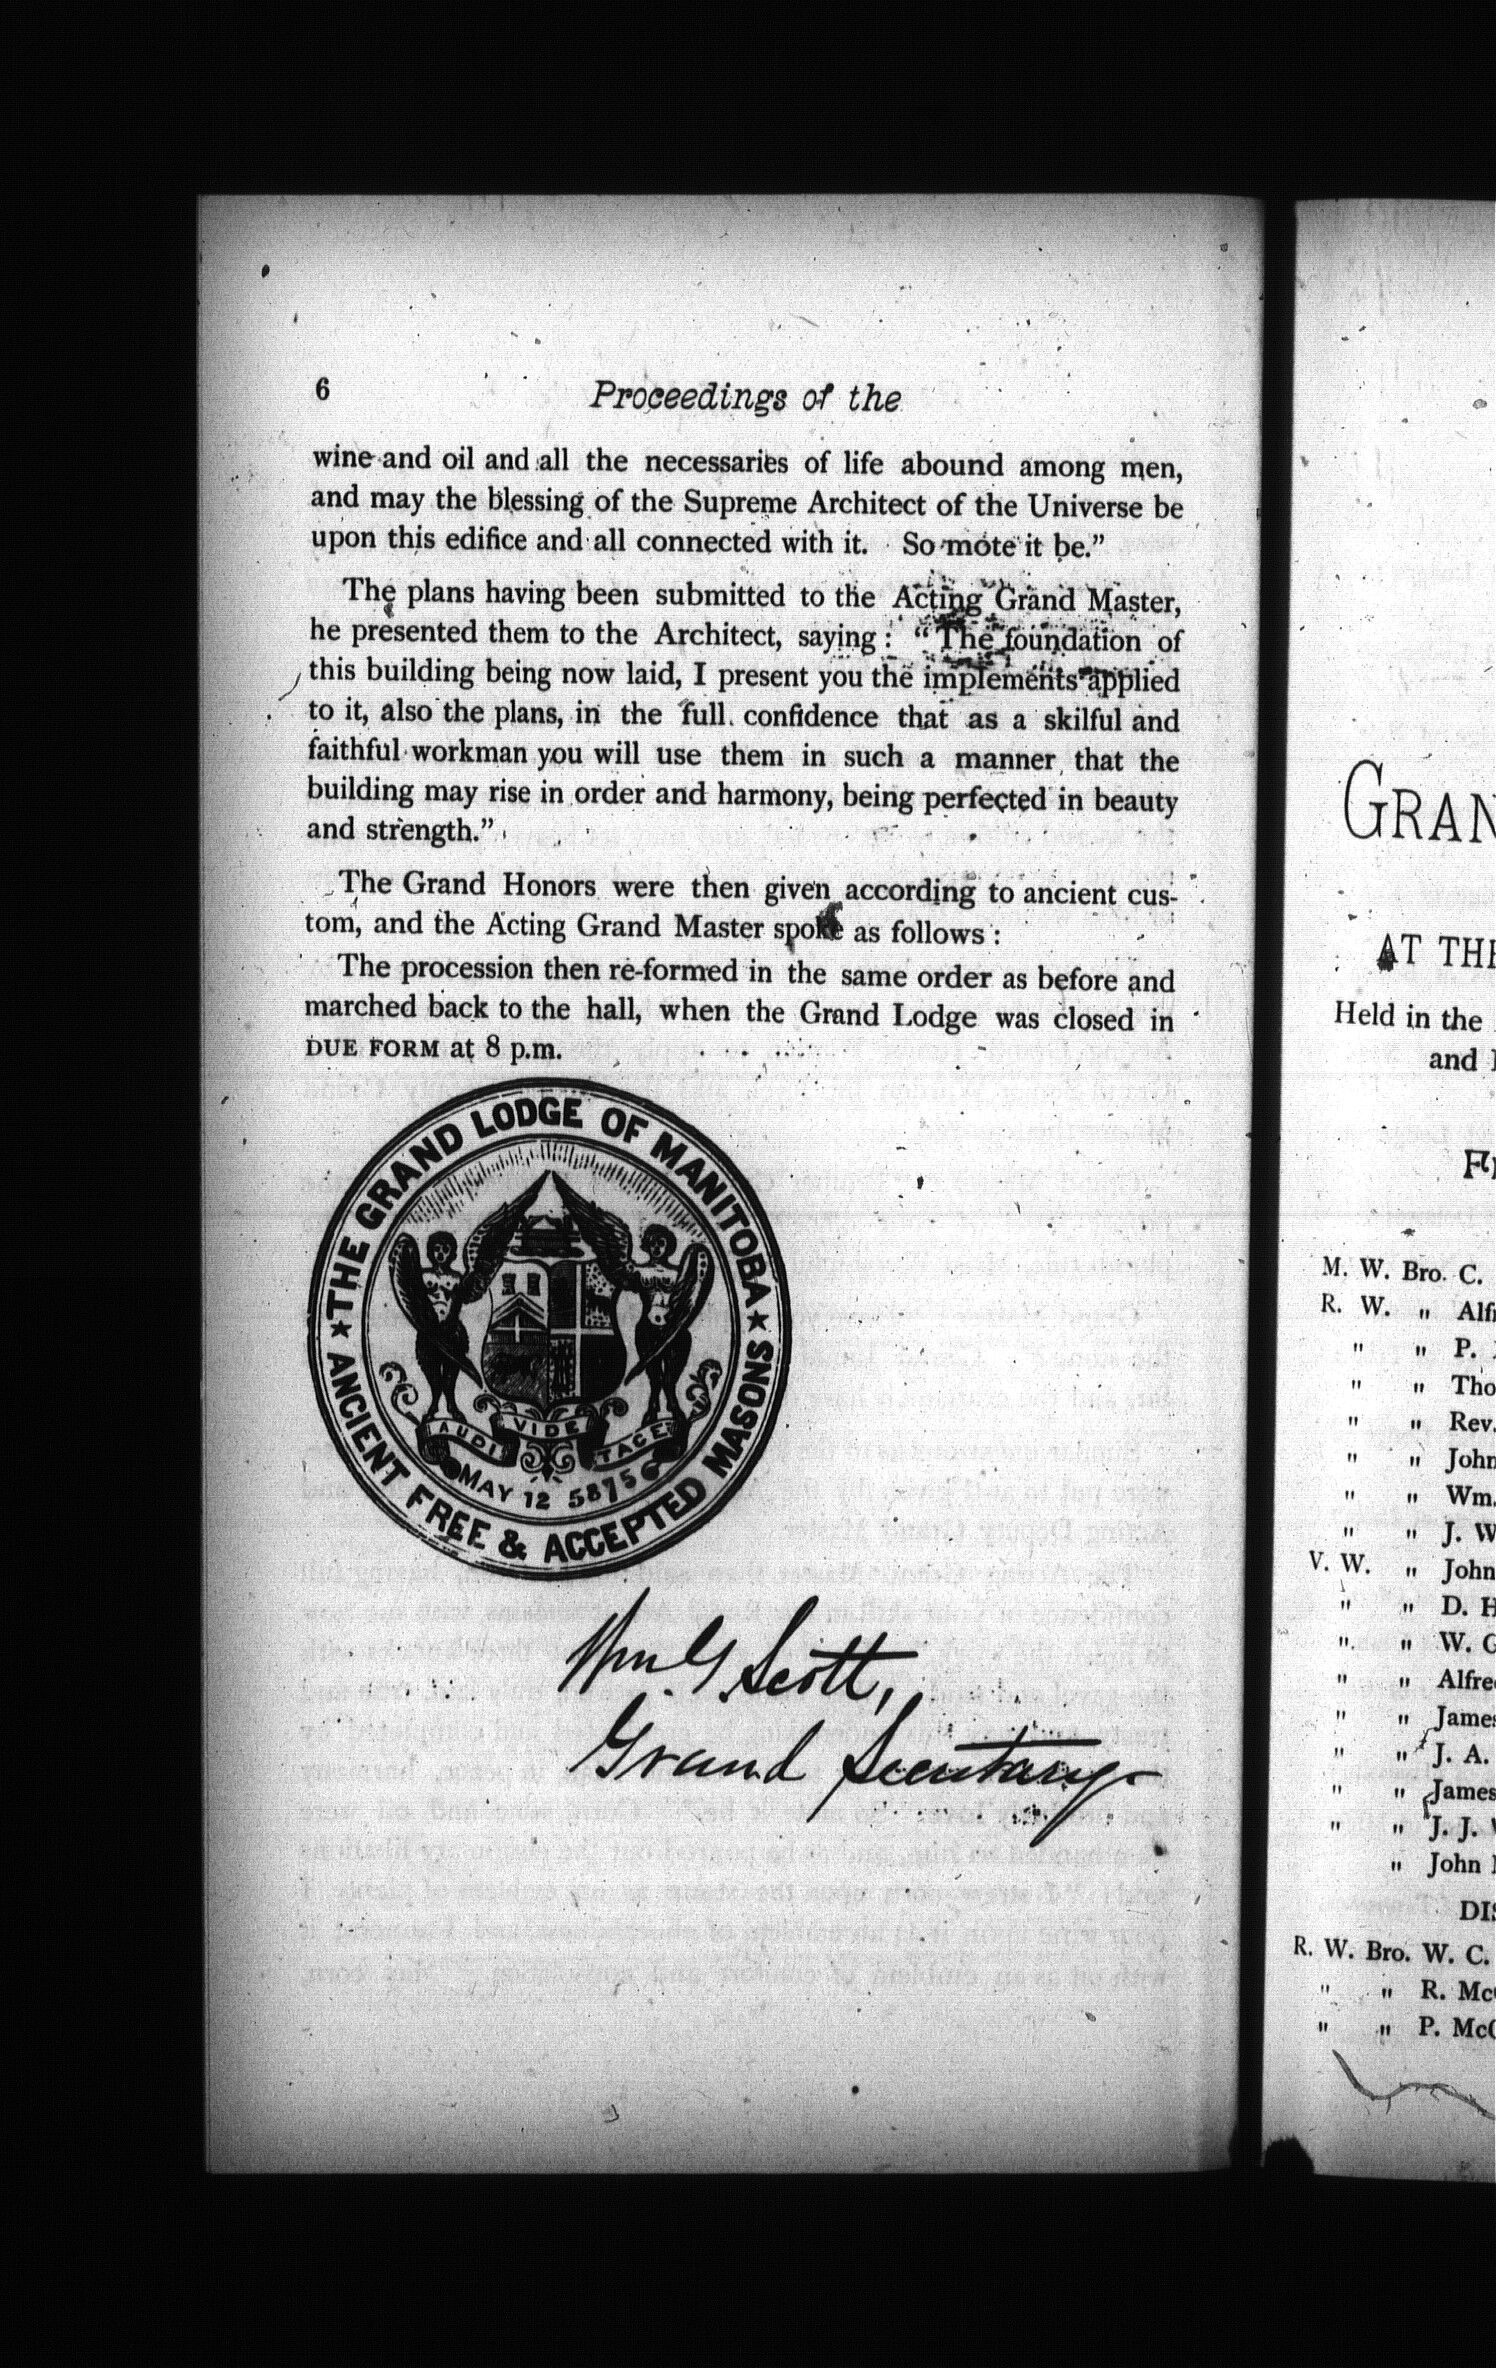 6 Proceedings of the
wine and oil and all the necessaries of life abound among men,
and may the blessing of the Supreme Architect of the Universe be
upon this edifice and all connected with it. So mote it be.”
The plans having been submitted to the Acting Grand Master,
he presented them to the Architect, saying : “ The foundation of
this building being now laid, I present you the implements applied
to it, also the plans, in the full confidence that as a skilful and
faithful workman you will use them in such a manner that the
building may rise in order and harmony, being perfected in beauty
and strength.”
The Grand Honors were then given according to ancient cus-
tom, and the Acting Grand Master spoke as follows :
The procession then re-formed in the same order as before and
marched back to the hall, when the Grand Lodge was closed in
DUE FORM at 8 p.m.
★ THE GRAND LODGE OF MANITOBA ★
ANCIENT FREE & ACCEPTED MASONS
AUDI VIDE TACE
MAY 12 5875
Wm. G. Scott,
Grand Secretary
GRAN
AT THE
Held in the
and
M. W. Bro. C.
R. W. " Alf
" " P.
" " Tho
" " Rev.
" " John
" " Wm.
" " J. W
V. W. " John
" " D. H
" " W. G
" " Alfre
" " James
" " J. A.
" " James
" " J. J.
" John
DIS
R. W. Bro. W. C.
" " R. Mc
" " P. Mc